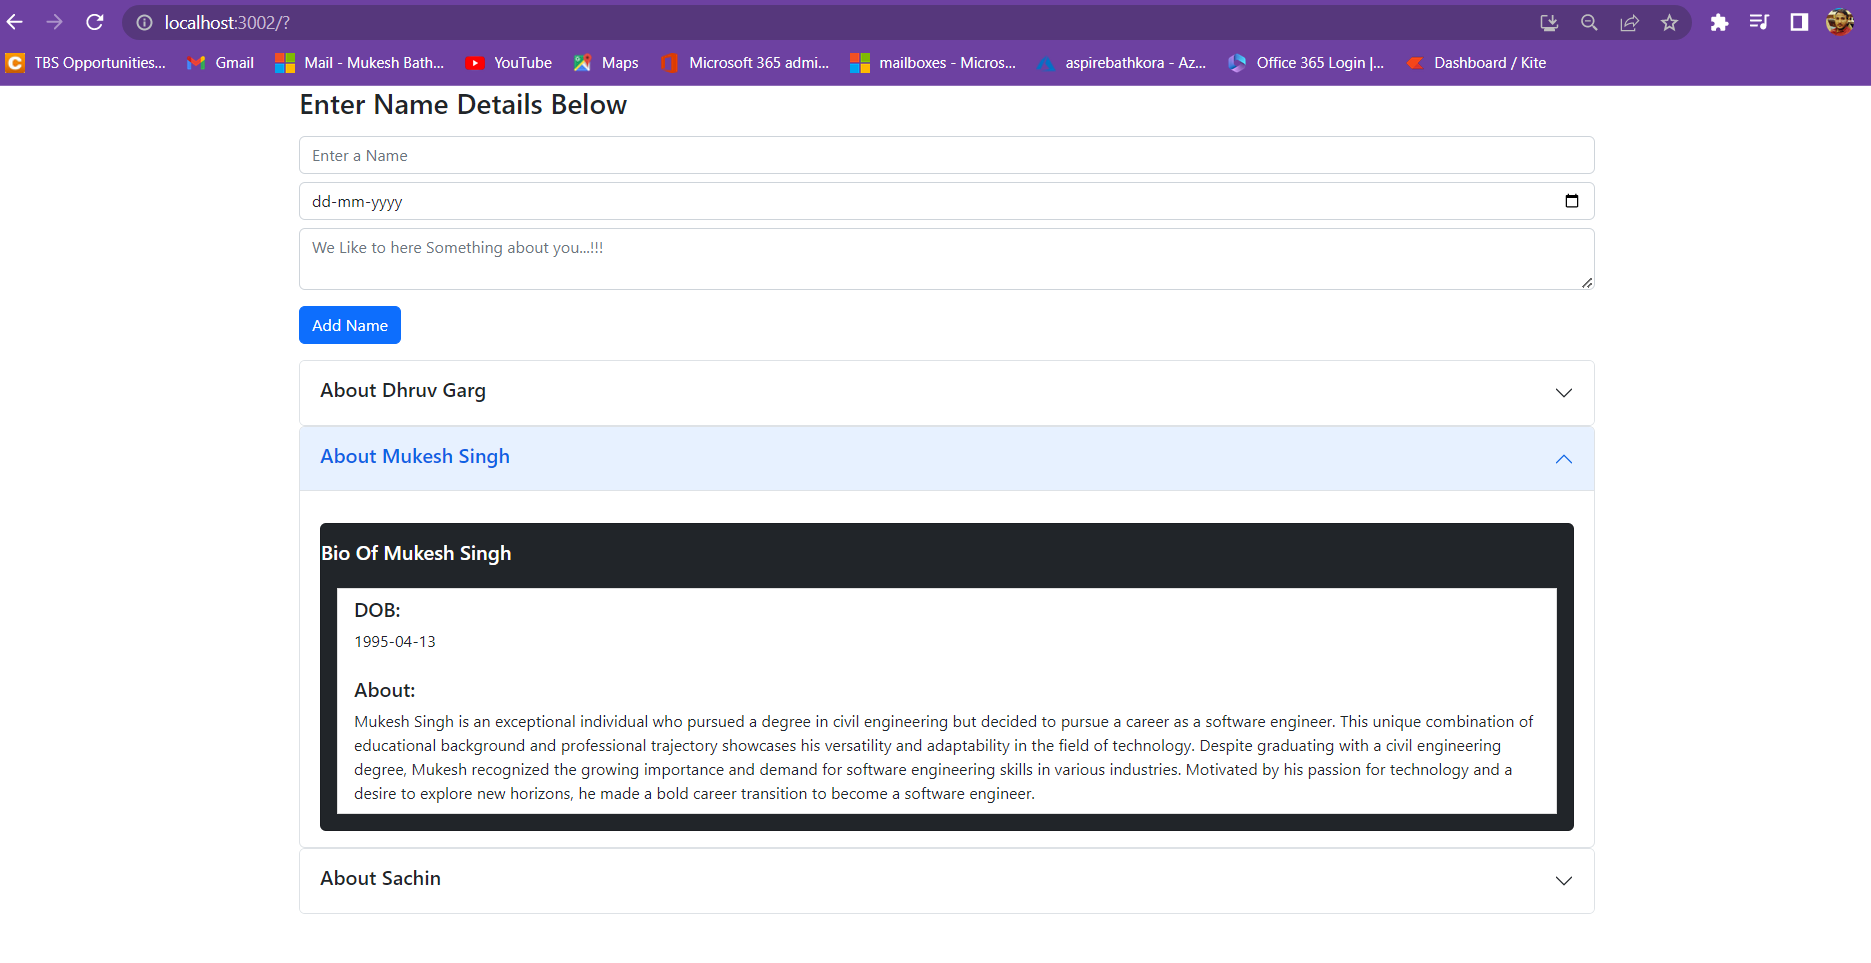 localhost:3002/?
TBS Opportunities... Gmail Mail - Mukesh Bath... YouTube Maps Microsoft 365 admi... mailboxes - Micros... aspirebathkora - Az... Office 365 Login |... Dashboard / Kite
Enter Name Details Below
Enter a Name
dd-mm-yyyy
We Like to here Something about you...!!!
Add Name
About Dhruv Garg
About Mukesh Singh
Bio Of Mukesh Singh
DOB:
1995-04-13
About:
Mukesh Singh is an exceptional individual who pursued a degree in civil engineering but decided to pursue a career as a software engineer. This unique combination of
educational background and professional trajectory showcases his versatility and adaptability in the field of technology. Despite graduating with a civil engineering
degree, Mukesh recognized the growing importance and demand for software engineering skills in various industries. Motivated by his passion for technology and a
desire to explore new horizons, he made a bold career transition to become a software engineer.
About Sachin